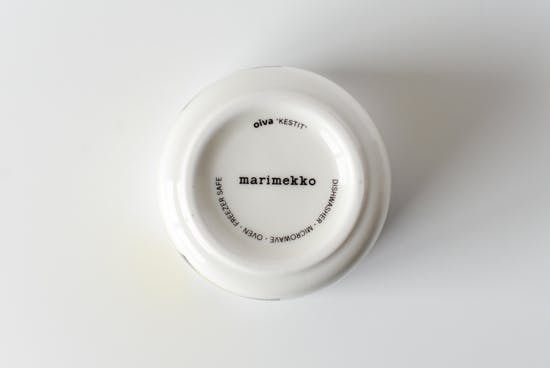 oiva "KESTIT"
marimekko
DISHWASHER - MICROWAVE - OVEN - FREEZER SAFE